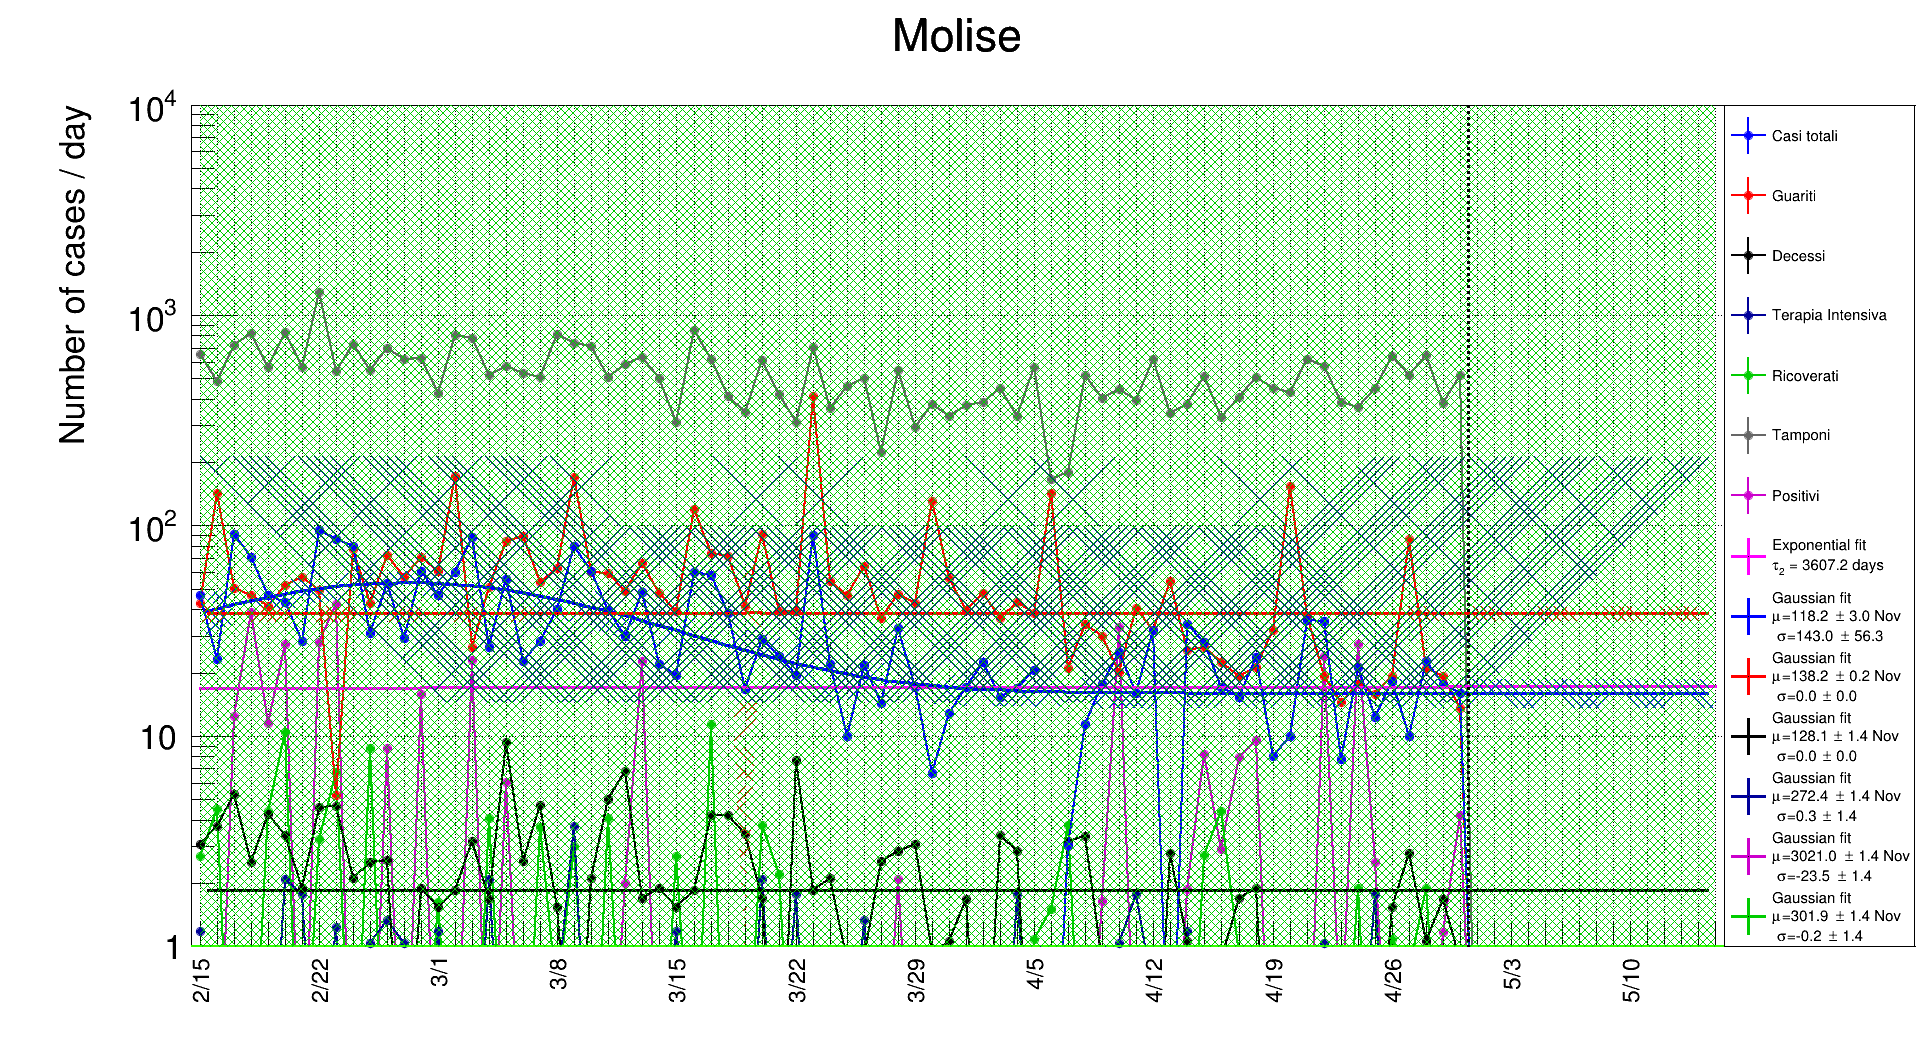 Molise
Number of cases / day
10⁴
10³
10²
10
1
2/15
2/22
3/1
3/8
3/15
3/22
3/29
4/5
4/12
4/19
4/26
5/3
5/10
Casi totali
Guariti
Decessi
Terapia Intensiva
Ricoverati
Tamponi
Positivi
Exponential fit
τ₂ = 3607.2 days
Gaussian fit
μ=118.2 ± 3.0 Nov
σ=143.0 ± 56.3
Gaussian fit
μ=138.2 ± 0.2 Nov
σ=0.0 ± 0.0
Gaussian fit
μ=128.1 ± 1.4 Nov
σ=0.0 ± 0.0
Gaussian fit
μ=272.4 ± 1.4 Nov
σ=0.3 ± 1.4
Gaussian fit
μ=3021.0 ± 1.4 Nov
σ=-23.5 ± 1.4
Gaussian fit
μ=301.9 ± 1.4 Nov
σ=-0.2 ± 1.4